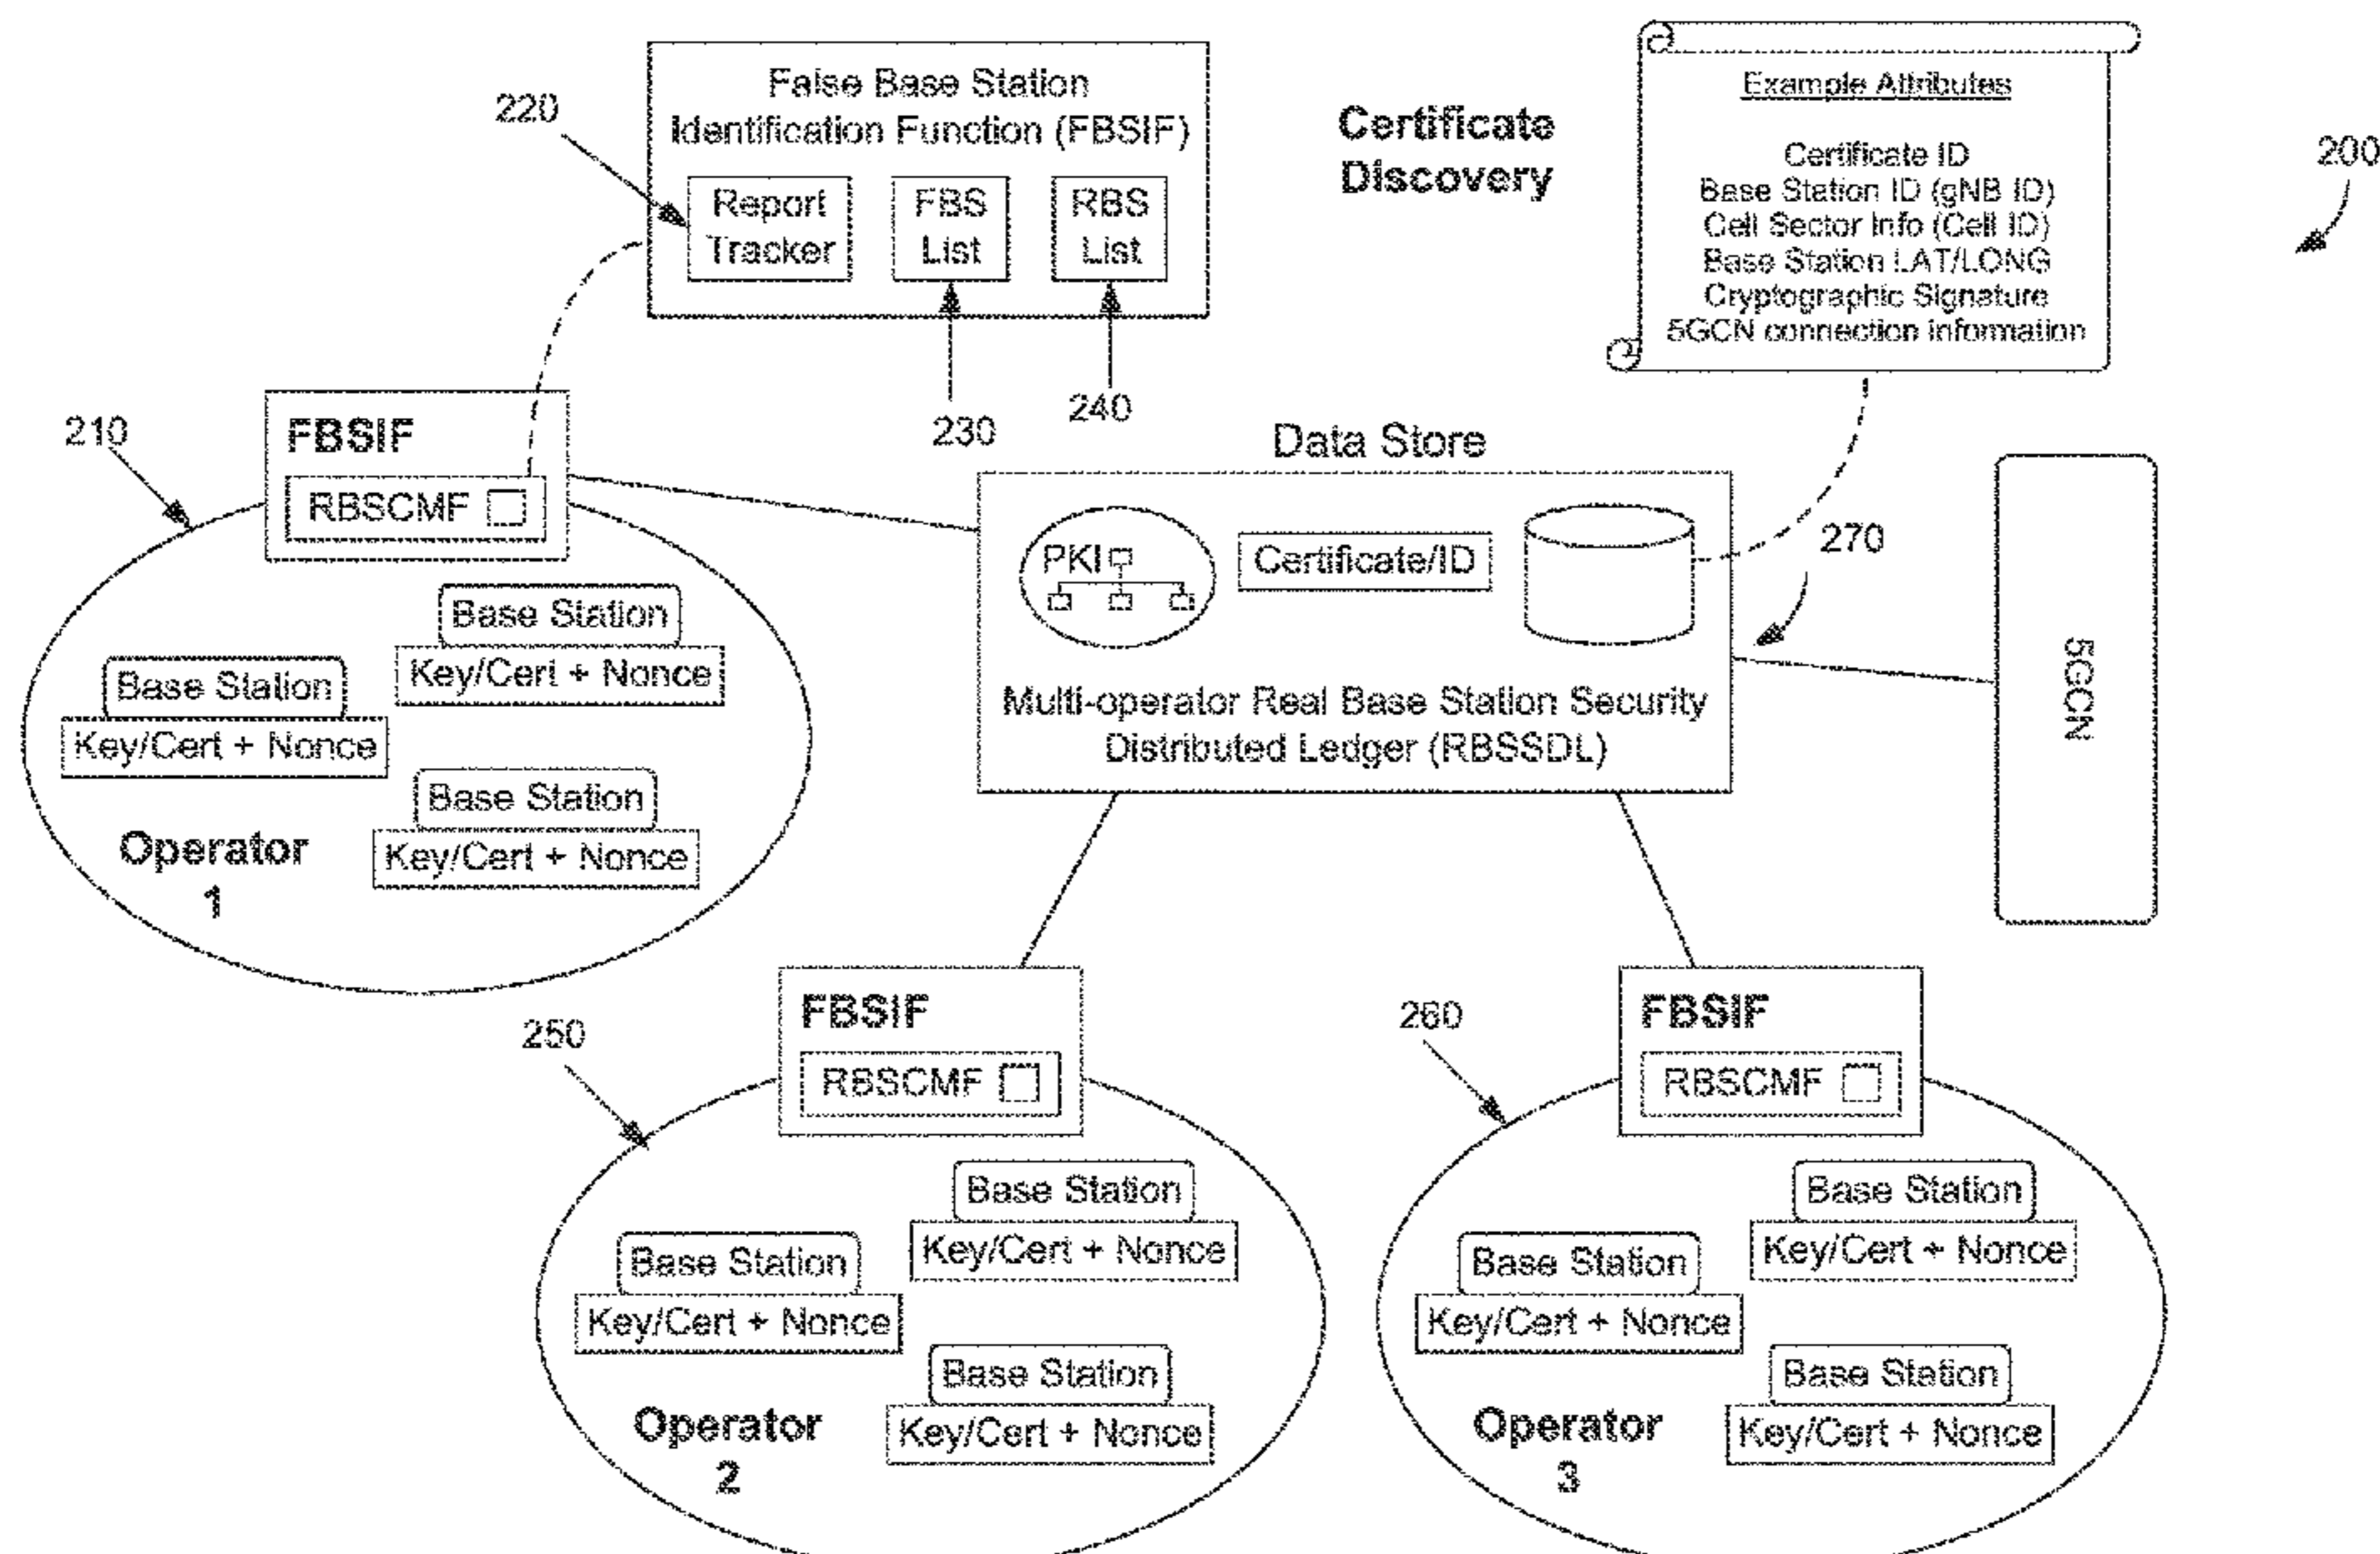 False Base Station
Identification Function (FBSIF)
220
Report
Tracker
FBS
List
RBS
List
230
240
Certificate
Discovery
Example Attributes
Certificate ID
Base Station ID (gNB ID)
Cell Sector Info (Cell ID)
Base Station LAT/LONG
Cryptographic Signature
5GCN connection information
200
210
FBSIF
RBSCMF
Base Station
Key/Cert + Nonce
Base Station
Key/Cert + Nonce
Base Station
Key/Cert + Nonce
Operator
1
Data Store
PKI
Certificate/ID
270
Multi-operator Real Base Station Security
Distributed Ledger (RBSSDL)
5GCN
250
FBSIF
RBSCMF
Base Station
Key/Cert + Nonce
Base Station
Key/Cert + Nonce
Base Station
Key/Cert + Nonce
Operator
2
260
FBSIF
RBSCMF
Base Station
Key/Cert + Nonce
Base Station
Key/Cert + Nonce
Base Station
Key/Cert + Nonce
Operator
3